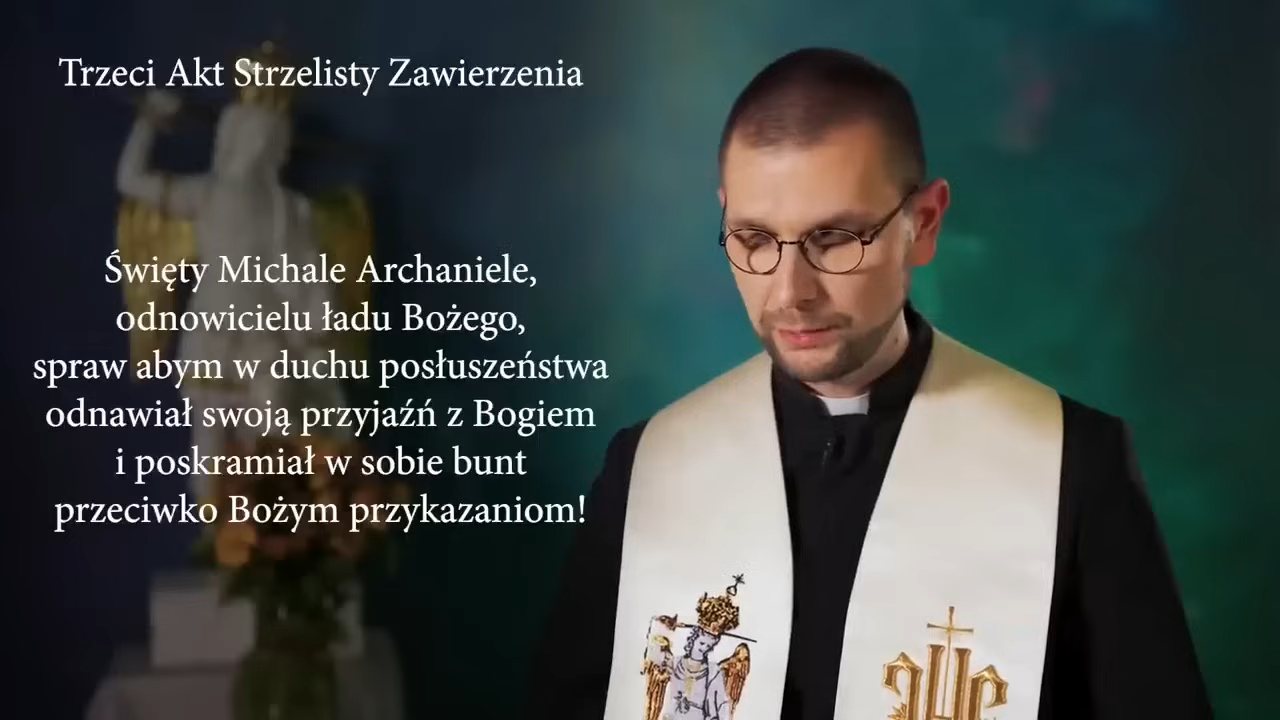 Trzeci Akt Strzelisty Zawierzenia
Święty Michale Archaniele,
odnowicielu ładu Bożego,
spraw abym w duchu posłuszeństwa
odnawiał swoją przyjaźń z Bogiem
i poskramiał w sobie bunt
przeciwko Bożym przykazaniom!